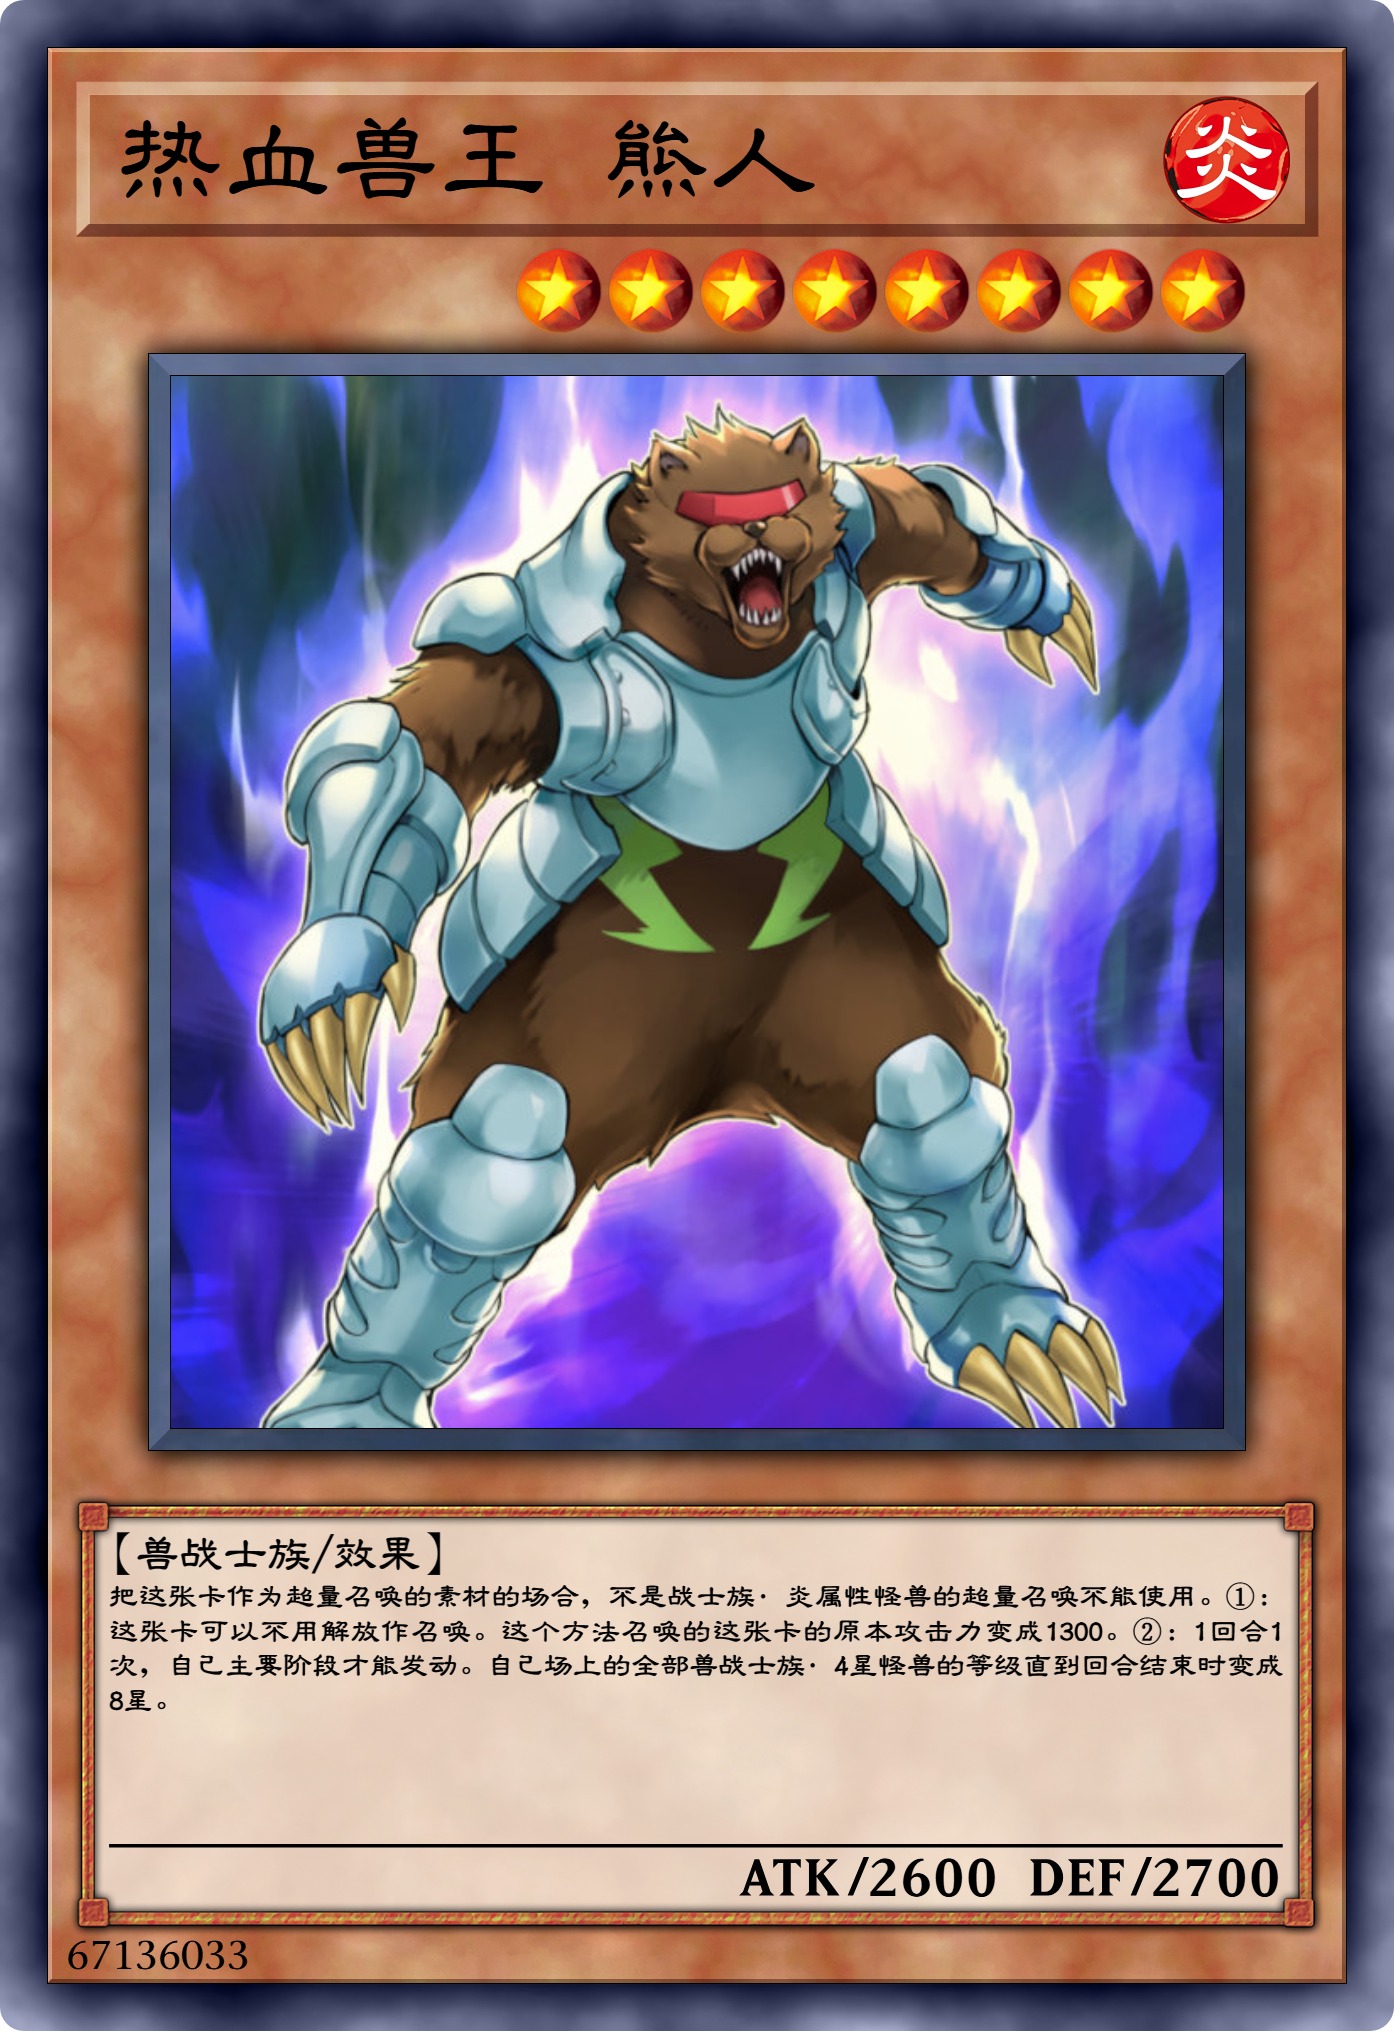 热血兽王 熊人
炎
【兽战士族/效果】
把这张卡作为超量召唤的素材的场合，不是战士族·炎属性怪兽的超量召唤不能使用。①：
这张卡可以不用解放作召唤。这个方法召唤的这张卡的原本攻击力变成1300。②：1回合1
次，自己主要阶段才能发动。自己场上的全部兽战士族·4星怪兽的等级直到回合结束时变成
8星。
ATK/2600 DEF/2700
67136033